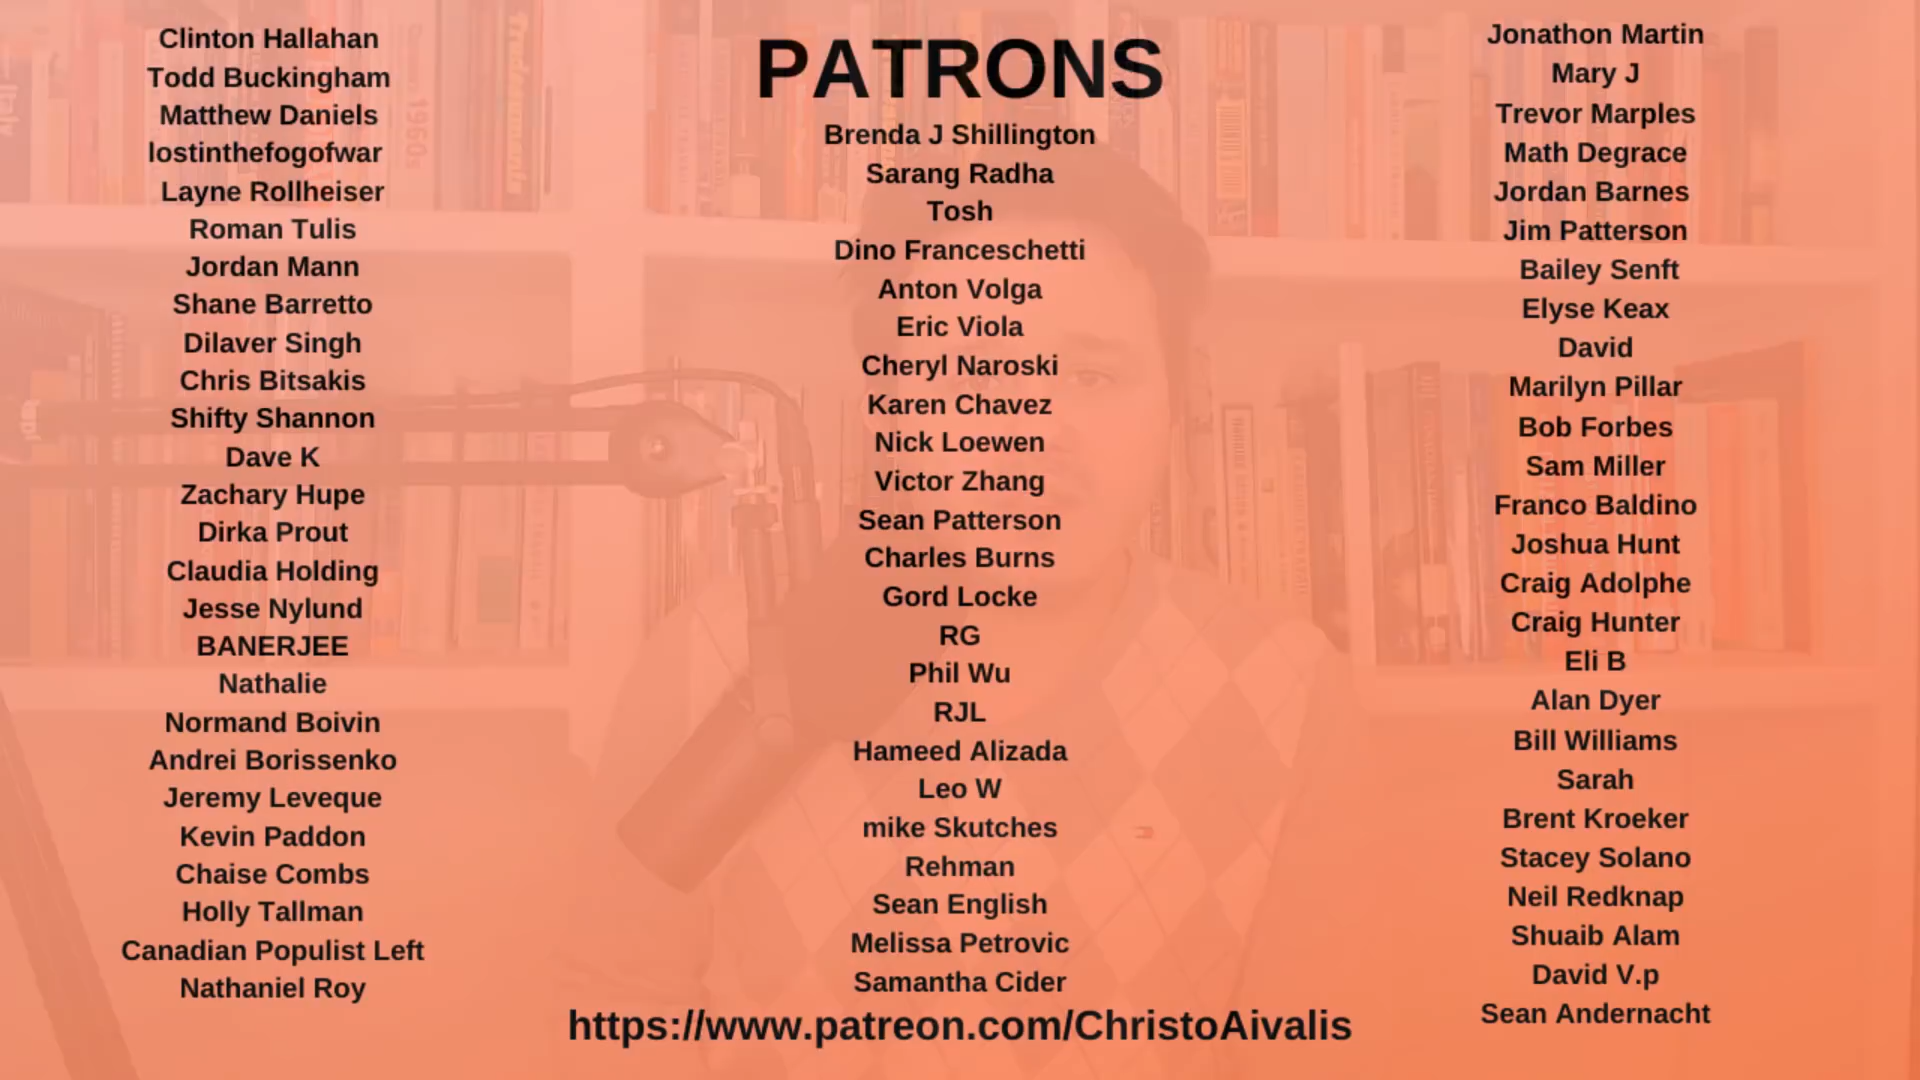 Clinton Hallahan
Todd Buckingham
Matthew Daniels
lostinthefogofwar
Layne Rollheiser
Roman Tulis
Jordan Mann
Shane Barretto
Dilaver Singh
Chris Bitsakis
Shifty Shannon
Dave K
Zachary Hupe
Dirka Prout
Claudia Holding
Jesse Nylund
BANERJEE
Nathalie
Normand Boivin
Andrei Borissenko
Jeremy Leveque
Kevin Paddon
Chaise Combs
Holly Tallman
Canadian Populist Left
Nathaniel Roy
PATRONS
Brenda J Shillington
Sarang Radha
Tosh
Dino Franceschetti
Anton Volga
Eric Viola
Cheryl Naroski
Karen Chavez
Nick Loewen
Victor Zhang
Sean Patterson
Charles Burns
Gord Locke
RG
Phil Wu
RJL
Hameed Alizada
Leo W
mike Skutches
Rehman
Sean English
Melissa Petrovic
Samantha Cider
https://www.patreon.com/ChristoAivalis
Jonathon Martin
Mary J
Trevor Marples
Math Degrace
Jordan Barnes
Jim Patterson
Bailey Senft
Elyse Keax
David
Marilyn Pillar
Bob Forbes
Sam Miller
Franco Baldino
Joshua Hunt
Craig Adolphe
Craig Hunter
Eli B
Alan Dyer
Bill Williams
Sarah
Brent Kroeker
Stacey Solano
Neil Redknap
Shuaib Alam
David V.p
Sean Andernacht
1960s